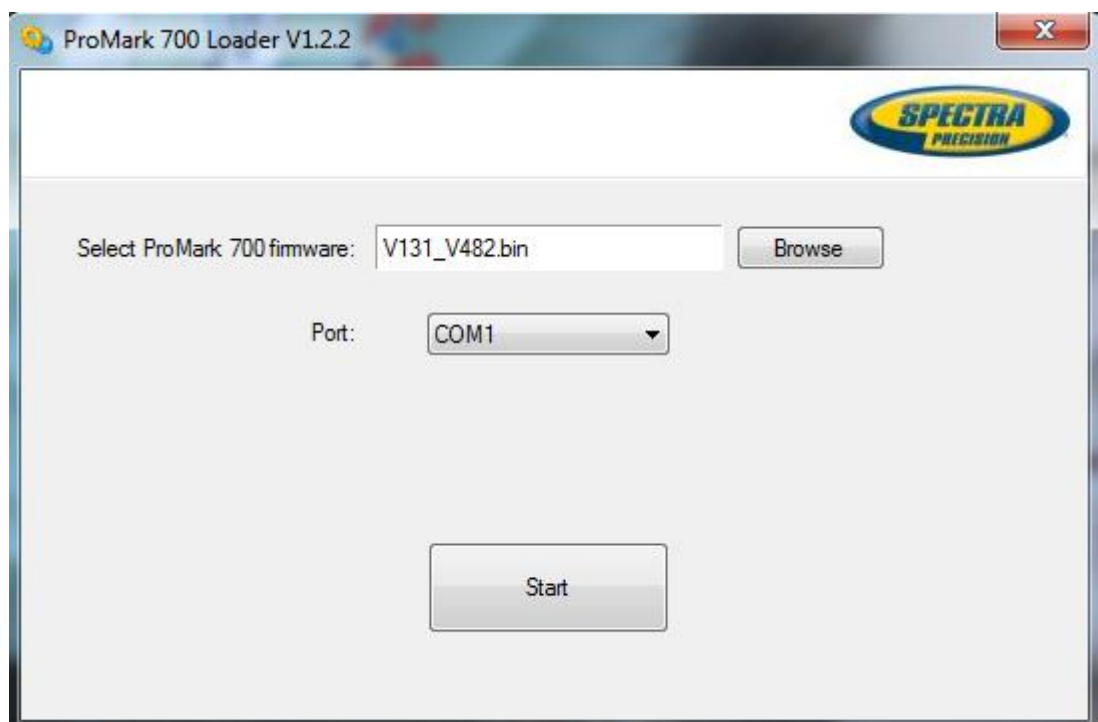 ProMark 700 Loader V1.2.2
X
SPECTRA
PRECISION
Select ProMark 700 firmware: V131_V482.bin Browse
Port: COM1
Start